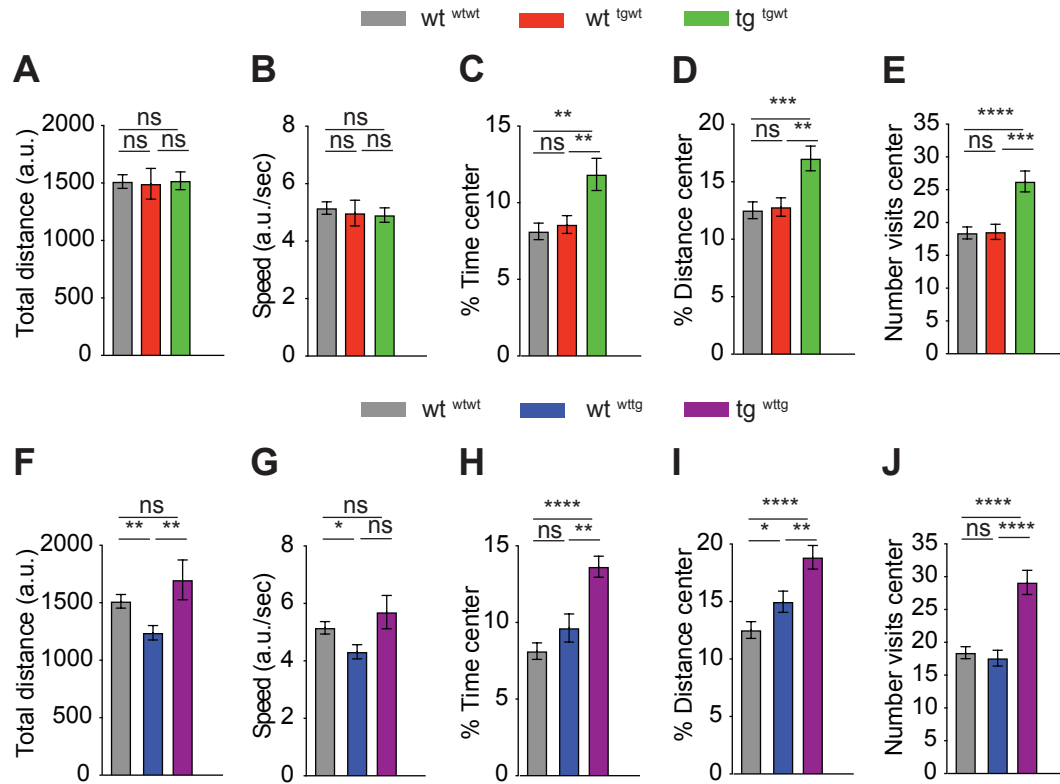 wt wtwt wt tgwt tg tgwt
A B C D E
Total distance (a.u.)
2000
1500
1000
500
0
ns
ns ns
Speed (a.u./sec)
8
6
4
2
0
ns
ns ns
% Time center
15
10
5
0
**
ns **
% Distance center
20
15
10
5
0
***
ns **
Number visits center
35
30
25
20
15
10
5
0
****
ns ***
wt wtwt wt wttg tg wttg
F G H I J
Total distance (a.u.)
2000
1500
1000
500
0
ns
** **
Speed (a.u./sec)
8
6
4
2
0
ns
* ns
% Time center
15
10
5
0
****
ns **
% Distance center
20
15
10
5
0
****
* **
Number visits center
35
30
25
20
15
10
5
0
****
ns ****